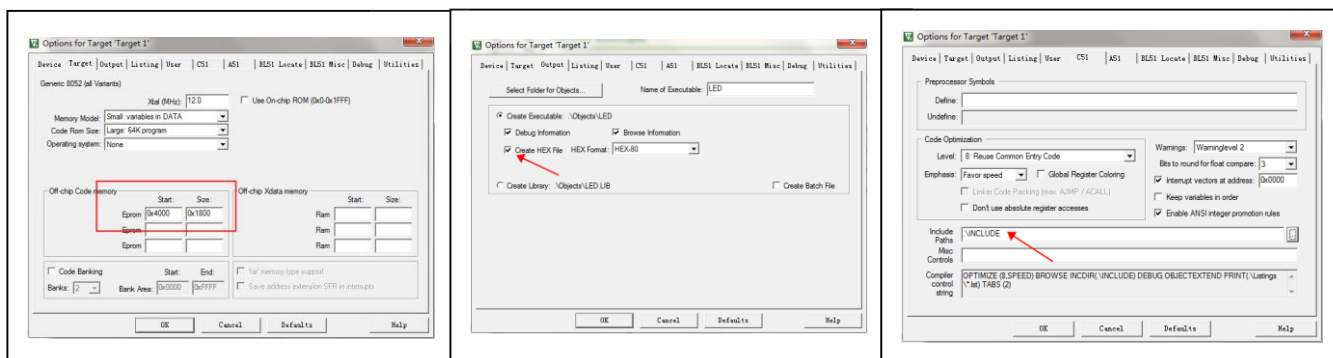 Options for Target 'Target 1'
Device Target Output Listing User C51 A51 BL51 Locate BL51 Misc Debug Utilities
Generic 8052 (all Variants)
Xtal (MHz): 12.0 Use On-chip ROM (0x0-0x1FFF)
Memory Model: Small: variables in DATA
Code Rom Size: Large: 64K program
Operating system: None
Off-chip Code memory
Start: Size:
Eprom 0x4000 0x1800
Eprom
Eprom
Off-chip Xdata memory
Start: Size:
Ram
Ram
Ram
Code Banking Start: End:
Banks: 2 Bank Area: 0x0000 0xFFFF
'far' memory type support
Save address extension SFR in interrupts
OK Cancel Defaults Help
Options for Target 'Target 1'
Device Target Output Listing User C51 A51 BL51 Locate BL51 Misc Debug Utilities
Select Folder for Objects... Name of Executable: LED
Create Executable: .\Objects\LED
Debug Information Browse Information
Create HEX File HEX Format: HEX-80
Create Library: .\Objects\LED.LIB Create Batch File
OK Cancel Defaults Help
Options for Target 'Target 1'
Device Target Output Listing User C51 A51 BL51 Locate BL51 Misc Debug Utilities
Preprocessor Symbols
Define:
Undefine:
Code Optimization
Level: 8: Reuse Common Entry Code
Emphasis: Favor speed Global Register Coloring
Linker Code Packing (max. AJMP / ACALL)
Don't use absolute register accesses
Warnings: Warninglevel 2
Bits to round for float compare: 3
Interrupt vectors at address: 0x0000
Keep variables in order
Enable ANSI integer promotion rules
Include Paths .\INCLUDE
Misc Controls
Compiler control string
OPTIMIZE (8,SPEED) BROWSE INCDIR(.\INCLUDE) DEBUG OBJECTEXTEND PRINT(.\Listings
\*.lst) TABS (2)
OK Cancel Defaults Help